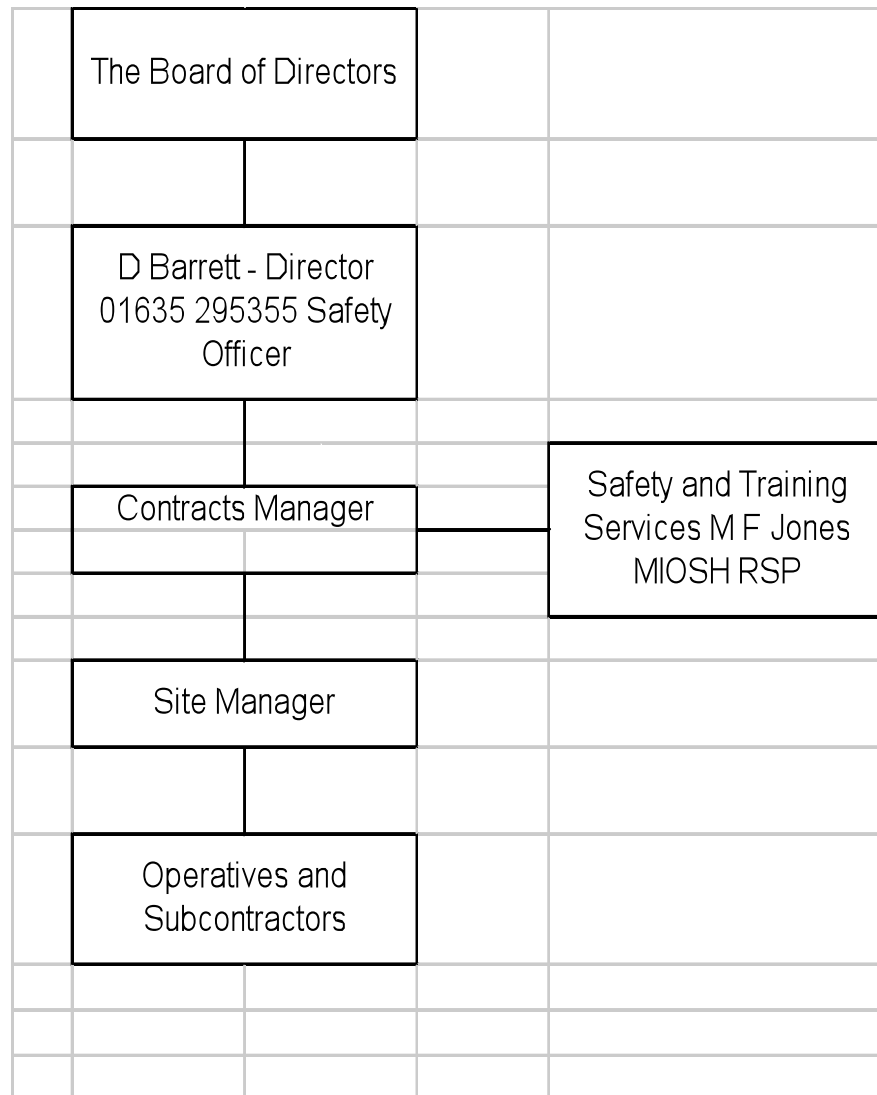 The Board of Directors
D Barrett - Director
01635 295355 Safety
Officer
Contracts Manager
Safety and Training
Services M F Jones
MIOSH RSP
Site Manager
Operatives and
Subcontractors